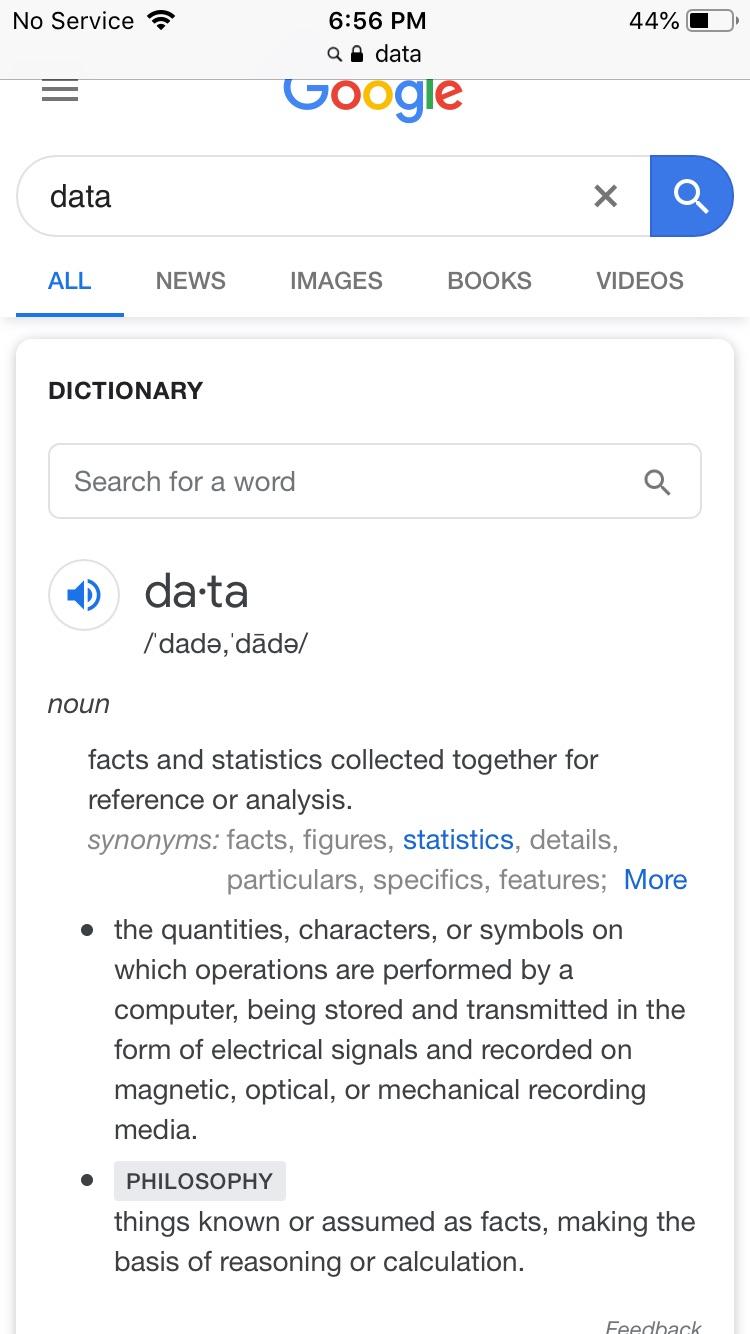 No Service 6:56 PM 44%
data
Google
data
ALL NEWS IMAGES BOOKS VIDEOS
DICTIONARY
Search for a word
da·ta
/ˈdadə,ˈdādə/
noun
facts and statistics collected together for
reference or analysis.
synonyms: facts, figures, statistics, details,
particulars, specifics, features; More
• the quantities, characters, or symbols on
which operations are performed by a
computer, being stored and transmitted in the
form of electrical signals and recorded on
magnetic, optical, or mechanical recording
media.
• PHILOSOPHY
things known or assumed as facts, making the
basis of reasoning or calculation.
Feedback